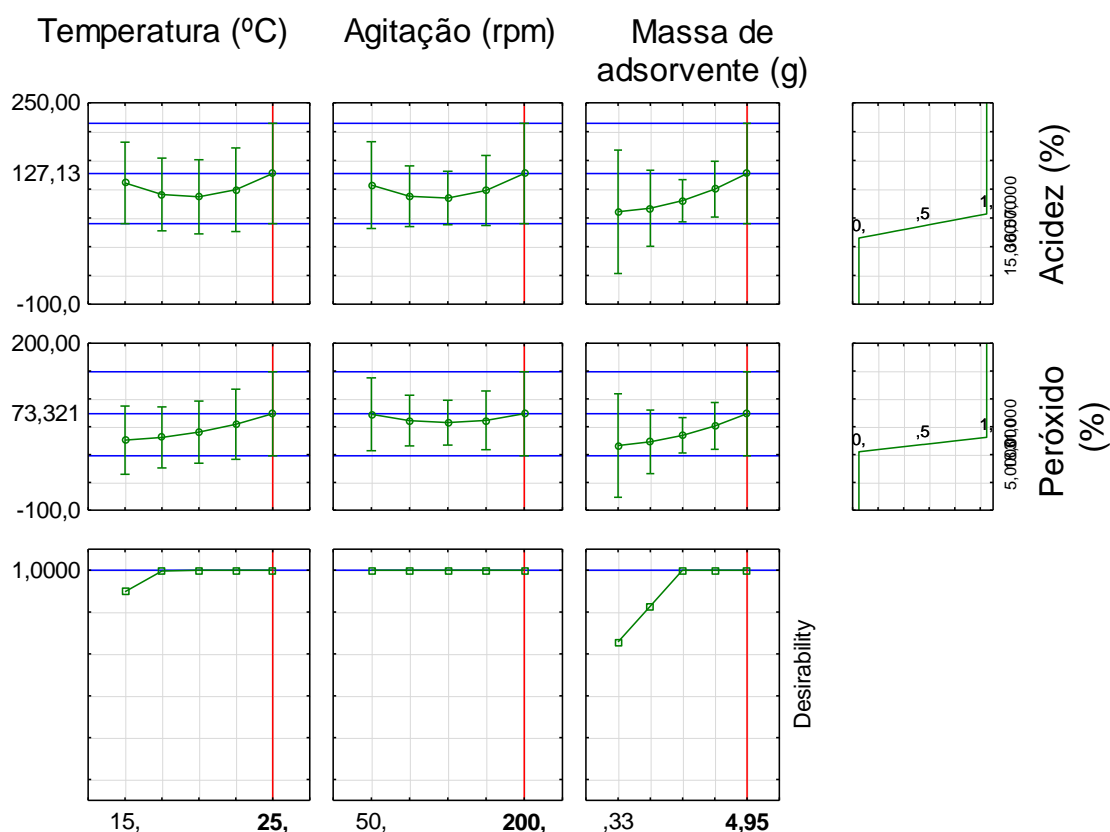 Temperatura (ºC)
Agitação (rpm)
Massa de
adsorvente (g)
250,00
127,13
-100,0
0,
,5
1,
Acidez (%)
200,00
73,321
-100,0
0,
,5
1,
Peróxido
(%)
1,0000
Desirability
15,
25,
50,
200,
,33
4,95